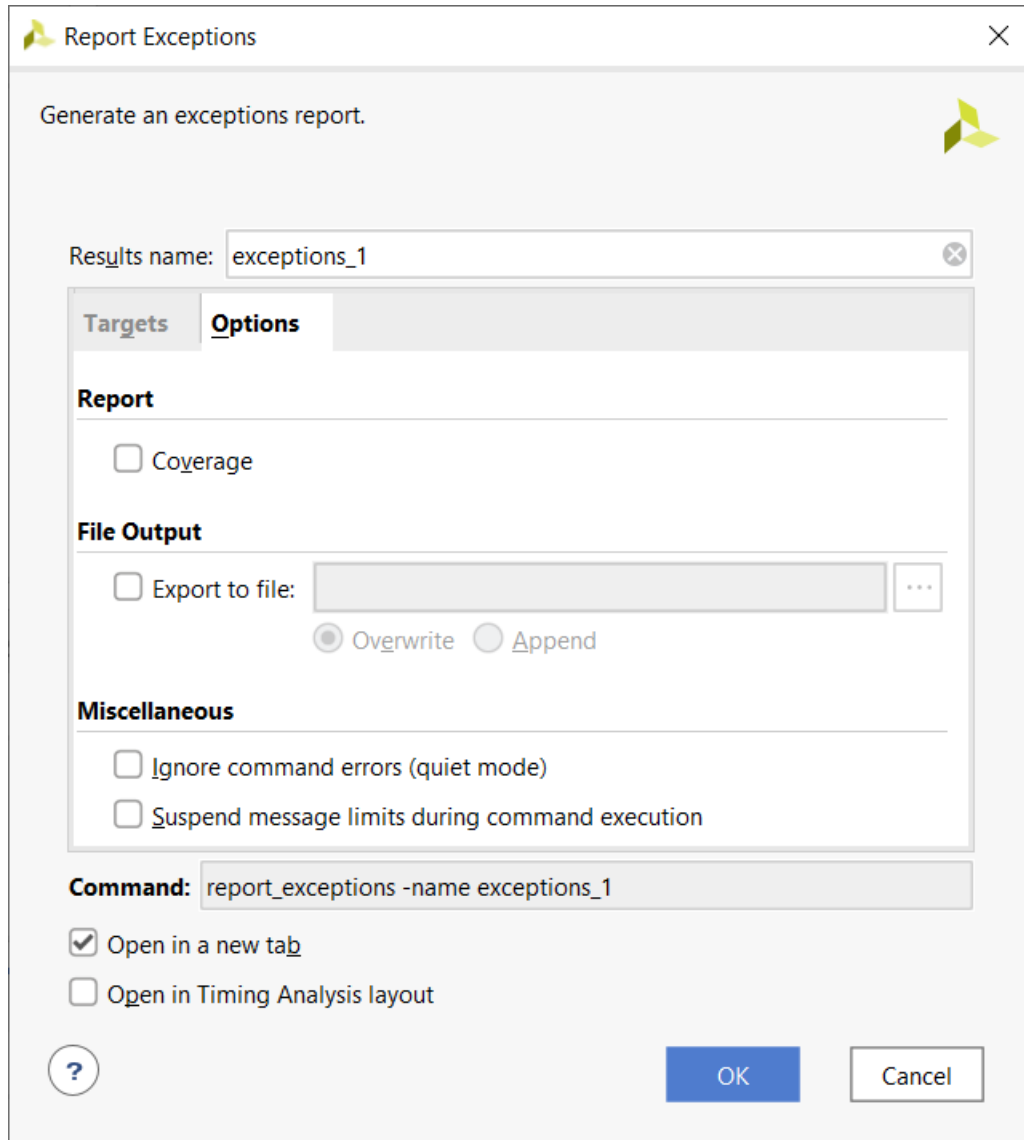 Report Exceptions
Generate an exceptions report.
Results name: exceptions_1
Targets Options
Report
Coverage
File Output
Export to file: ...
Overwrite Append
Miscellaneous
Ignore command errors (quiet mode)
Suspend message limits during command execution
Command: report_exceptions -name exceptions_1
Open in a new tab
Open in Timing Analysis layout
? OK Cancel